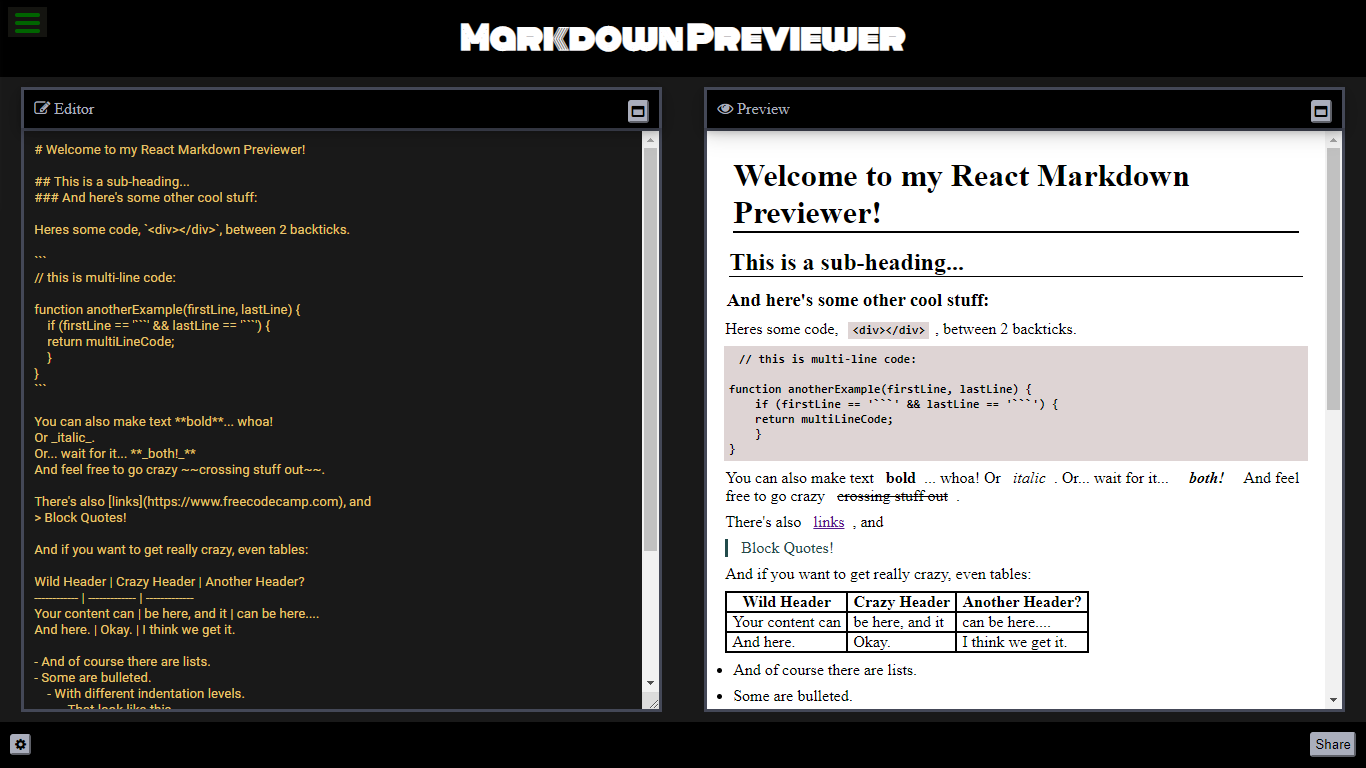 MarkdownPreviewer
Editor
# Welcome to my React Markdown Previewer!
## This is a sub-heading...
### And here's some other cool stuff:
Heres some code, `<div></div>`, between 2 backticks.
```
// this is multi-line code:
function anotherExample(firstLine, lastLine) {
    if (firstLine == '```' && lastLine == '```') {
    return multiLineCode;
    }
}
```
You can also make text **bold**... whoa!
Or _italic_.
Or... wait for it... **_both!_**
And feel free to go crazy ~~crossing stuff out~~.
There's also [links](https://www.freecodecamp.com), and
> Block Quotes!
And if you want to get really crazy, even tables:
Wild Header | Crazy Header | Another Header?
------------ | ------------- | -------------
Your content can | be here, and it | can be here....
And here. | Okay. | I think we get it.
- And of course there are lists.
- Some are bulleted.
    - With different indentation levels.
        - That look like this.
Preview
Welcome to my React Markdown
Previewer!
This is a sub-heading...
And here's some other cool stuff:
Heres some code, <div></div> , between 2 backticks.
// this is multi-line code:
function anotherExample(firstLine, lastLine) {
    if (firstLine == '```' && lastLine == '```') {
    return multiLineCode;
    }
}
You can also make text bold ... whoa! Or italic . Or... wait for it... both! And feel
free to go crazy crossing stuff out .
There's also links , and
Block Quotes!
And if you want to get really crazy, even tables:
Wild Header Crazy Header Another Header?
Your content can be here, and it can be here....
And here. Okay. I think we get it.
• And of course there are lists.
• Some are bulleted.
Share